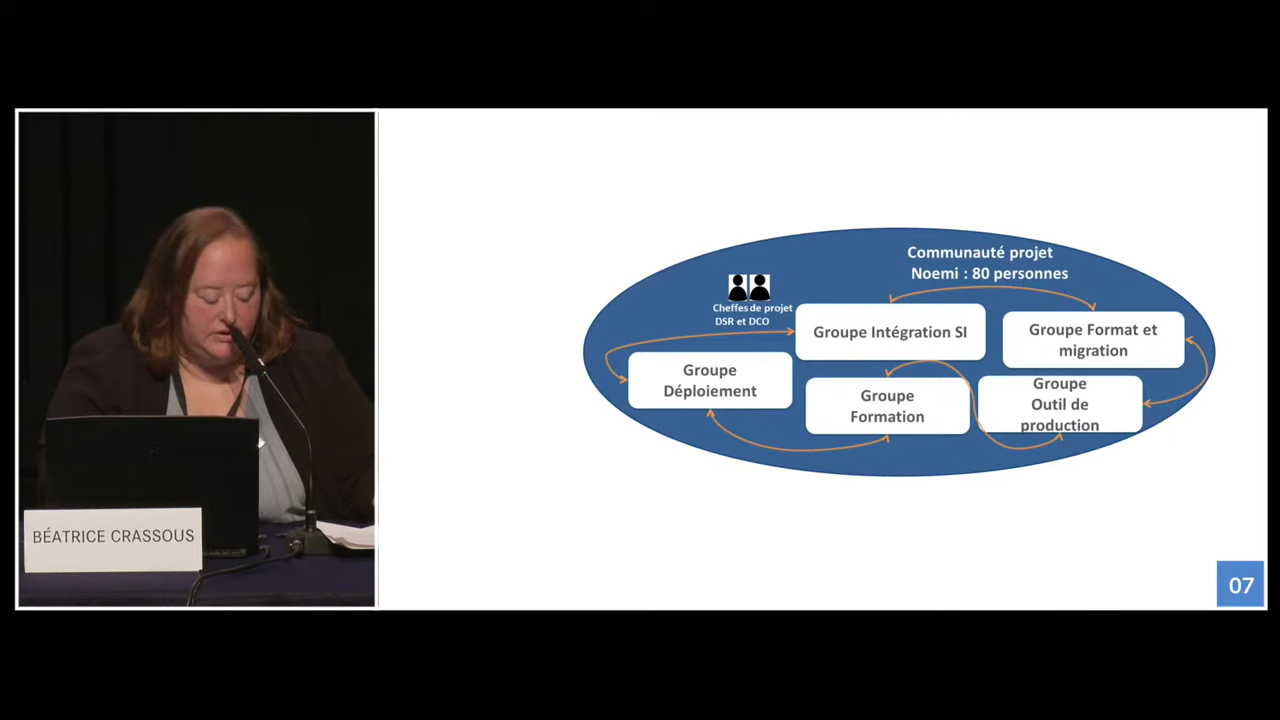 Communauté projet
Noemi : 80 personnes
Cheffes de projet
DSR et DCO
Groupe Intégration SI
Groupe Format et
migration
Groupe
Déploiement
Groupe
Formation
Groupe
Outil de
production
BÉATRICE CRASSOUS
07